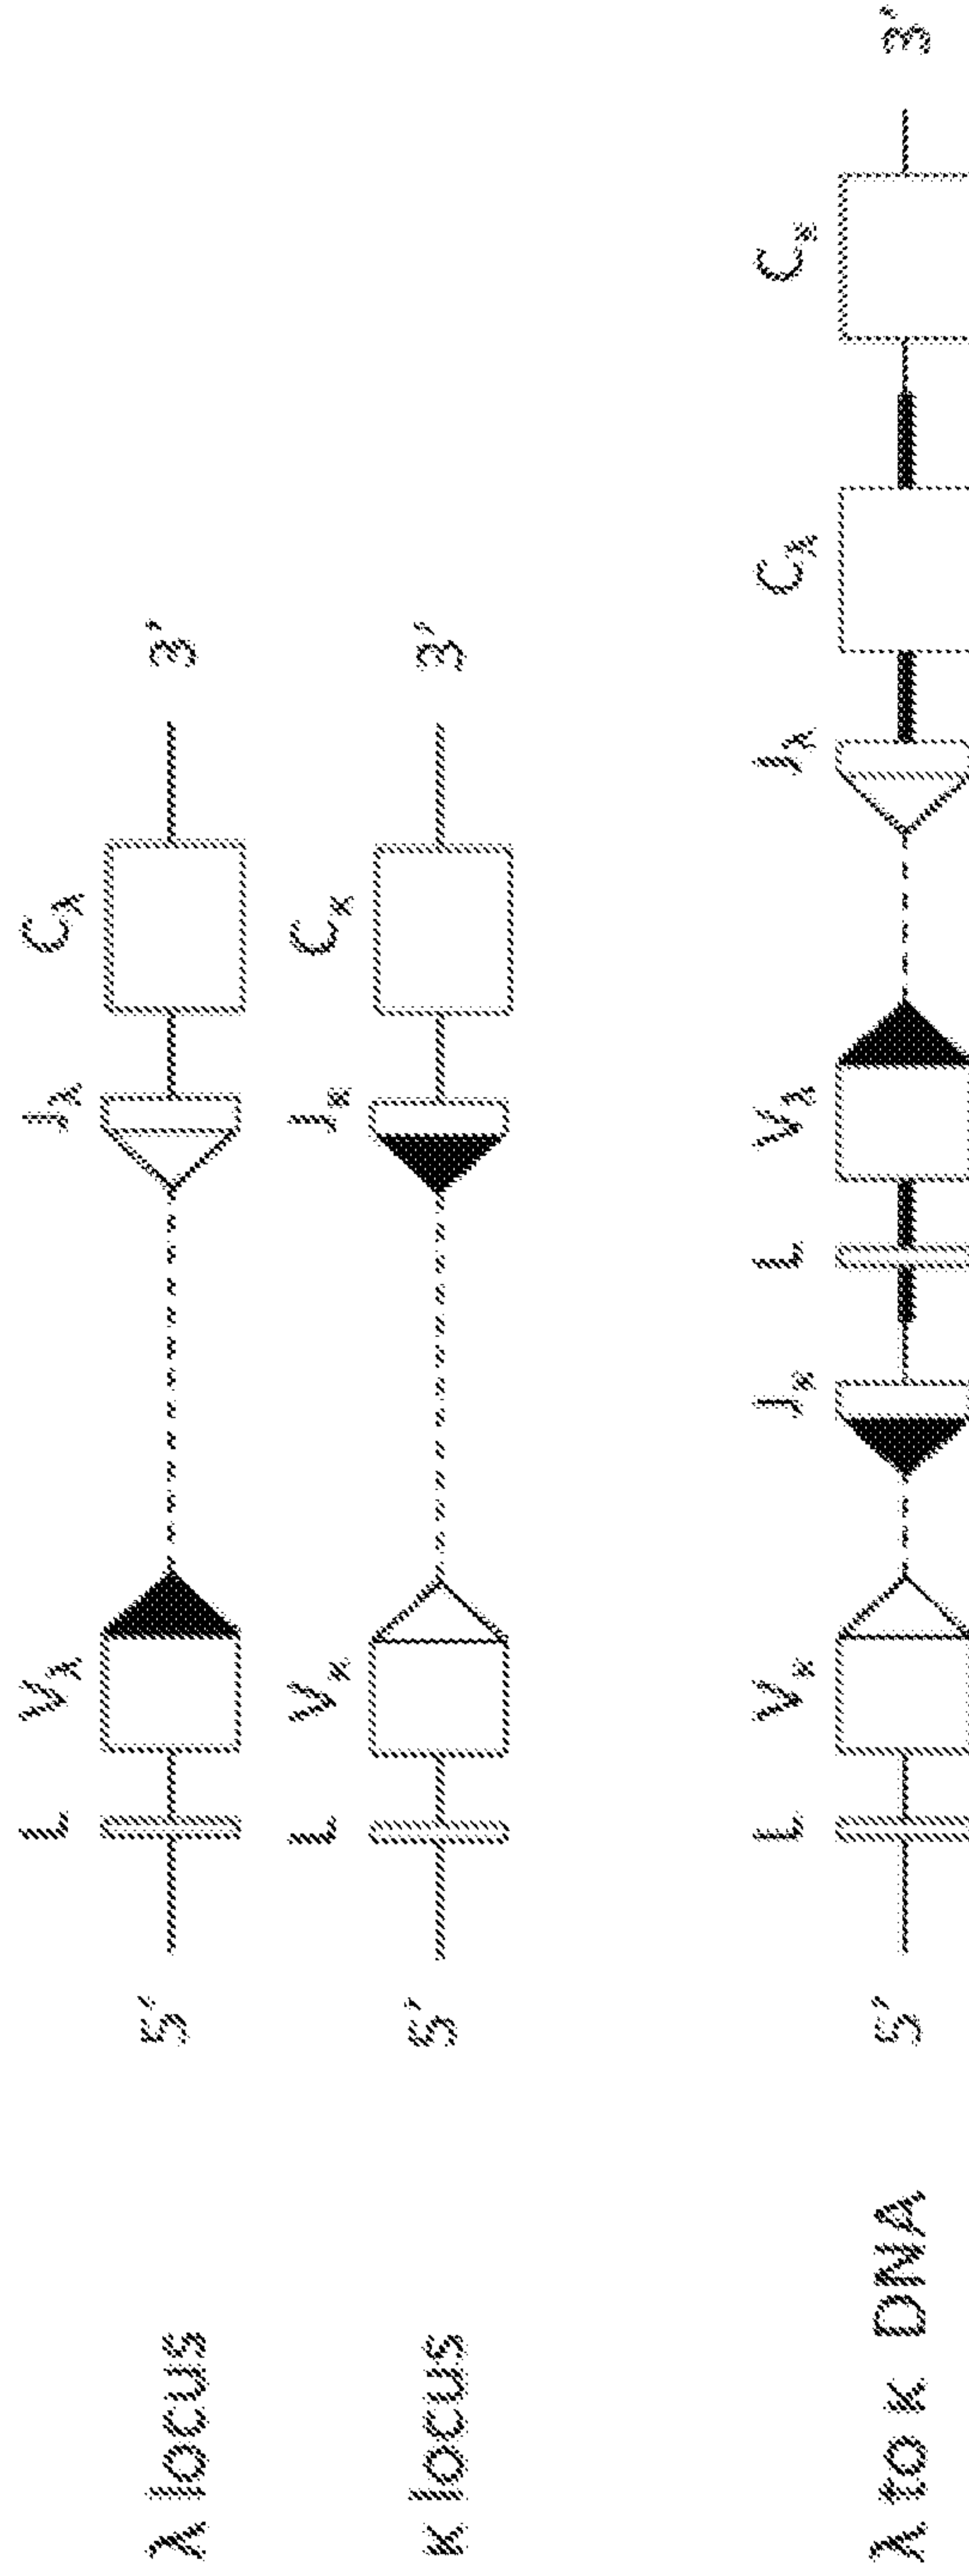 L Vλ Jλ Cλ
λ locus 5′ 3′
L Vκ Jκ Cκ
κ locus 5′ 3′
L Vκ Jκ L Vλ Jλ Cλ Cκ
λ to κ DNA 5′ 3′